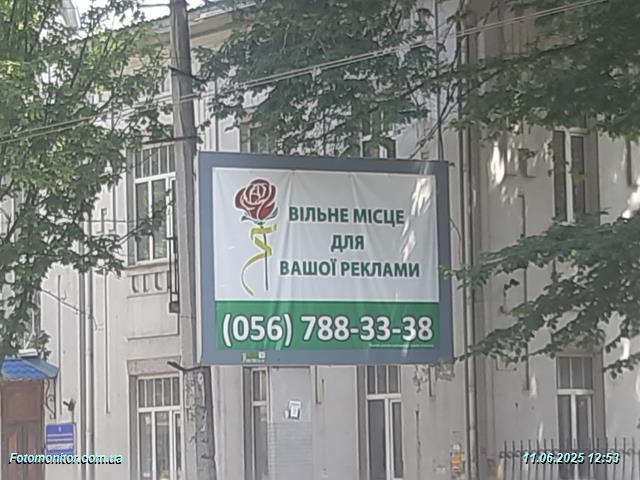 ВІЛЬНЕ МІСЦЕ
ДЛЯ
ВАШОЇ РЕКЛАМИ
(056) 788-33-38
Fotomonitor.com.ua
11.06.2025 12:53